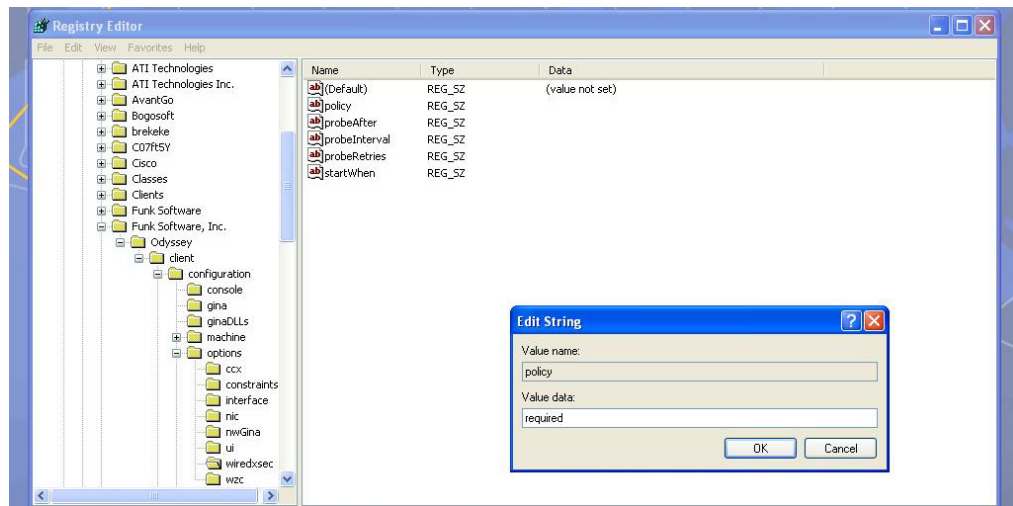 Registry Editor
File Edit View Favorites Help
ATI Technologies
ATI Technologies Inc.
AvantGo
Bogosoft
brekeke
C07ft5Y
Cisco
Classes
Clients
Funk Software
Funk Software, Inc.
Odyssey
client
configuration
console
gina
ginaDLLs
machine
options
ccx
constraints
interface
nic
nwGina
ui
wiredxsec
wzc
Name Type Data
(Default) REG_SZ (value not set)
policy REG_SZ
probeAfter REG_SZ
probeInterval REG_SZ
probeRetries REG_SZ
startWhen REG_SZ
Edit String
Value name:
policy
Value data:
required
OK Cancel